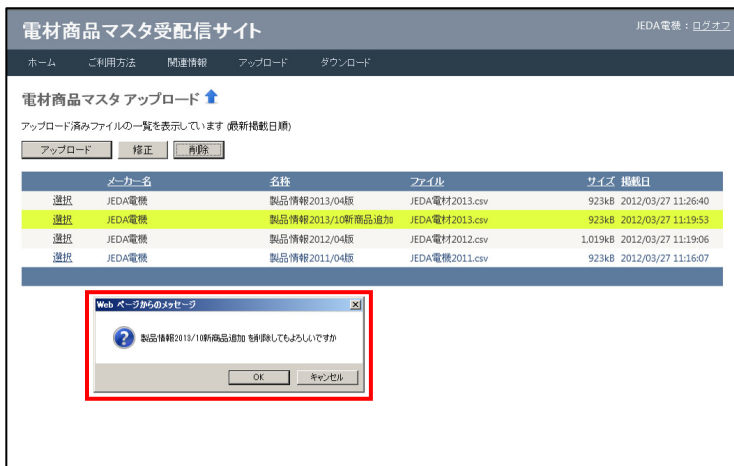 電材商品マスタ受配信サイト
JEDA電機：ログオフ
ホーム ご利用方法 関連情報 アップロード ダウンロード
電材商品マスタ アップロード
アップロード済みファイルの一覧を表示しています (最新掲載日順)
アップロード 修正 削除
メーカー名 名称 ファイル サイズ 掲載日
選択 JEDA電機 製品情報2013/04版 JEDA電材2013.csv 923kB 2012/03/27 11:26:40
選択 JEDA電機 製品情報2013/10新商品追加 JEDA電材2013.csv 923kB 2012/03/27 11:19:53
選択 JEDA電機 製品情報2012/04版 JEDA電材2012.csv 1,019kB 2012/03/27 11:19:06
選択 JEDA電機 製品情報2011/04版 JEDA電機2011.csv 923kB 2012/03/27 11:16:07
Web ページからのメッセージ
製品情報2013/10新商品追加 を削除してもよろしいですか
OK キャンセル